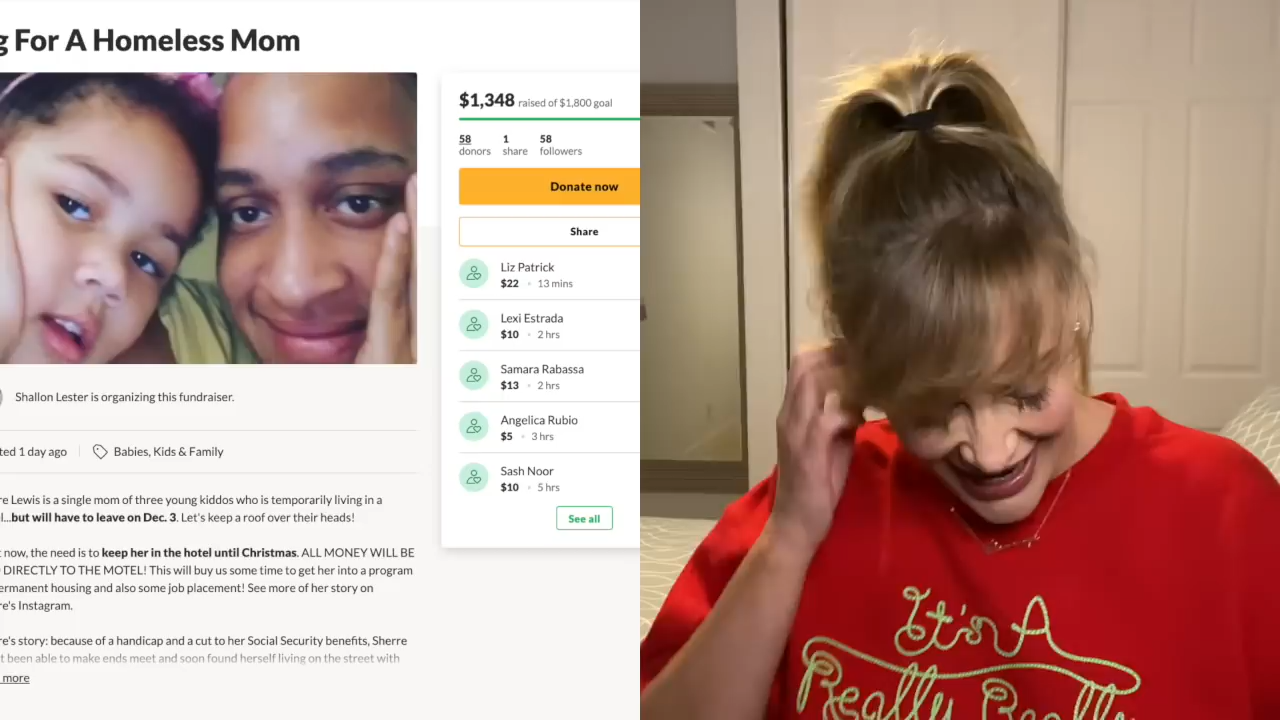 g For A Homeless Mom
$1,348 raised of $1,800 goal
58 1 58
donors share followers
Donate now
Share
Liz Patrick
$22 • 13 mins
Lexi Estrada
$10 • 2 hrs
Samara Rabassa
$13 • 2 hrs
Angelica Rubio
$5 • 3 hrs
Sash Noor
$10 • 5 hrs
See all
Shallon Lester is organizing this fundraiser.
ted 1 day ago
Babies, Kids & Family
re Lewis is a single mom of three young kiddos who is temporarily living in a
l...but will have to leave on Dec. 3. Let's keep a roof over their heads!
t now, the need is to keep her in the hotel until Christmas. ALL MONEY WILL BE
DIRECTLY TO THE MOTEL! This will buy us some time to get her into a program
ermanent housing and also some job placement! See more of her story on
re's Instagram.
re's story: because of a handicap and a cut to her Social Security benefits, Sherre
t been able to make ends meet and soon found herself living on the street with
more
It's A
Really Really